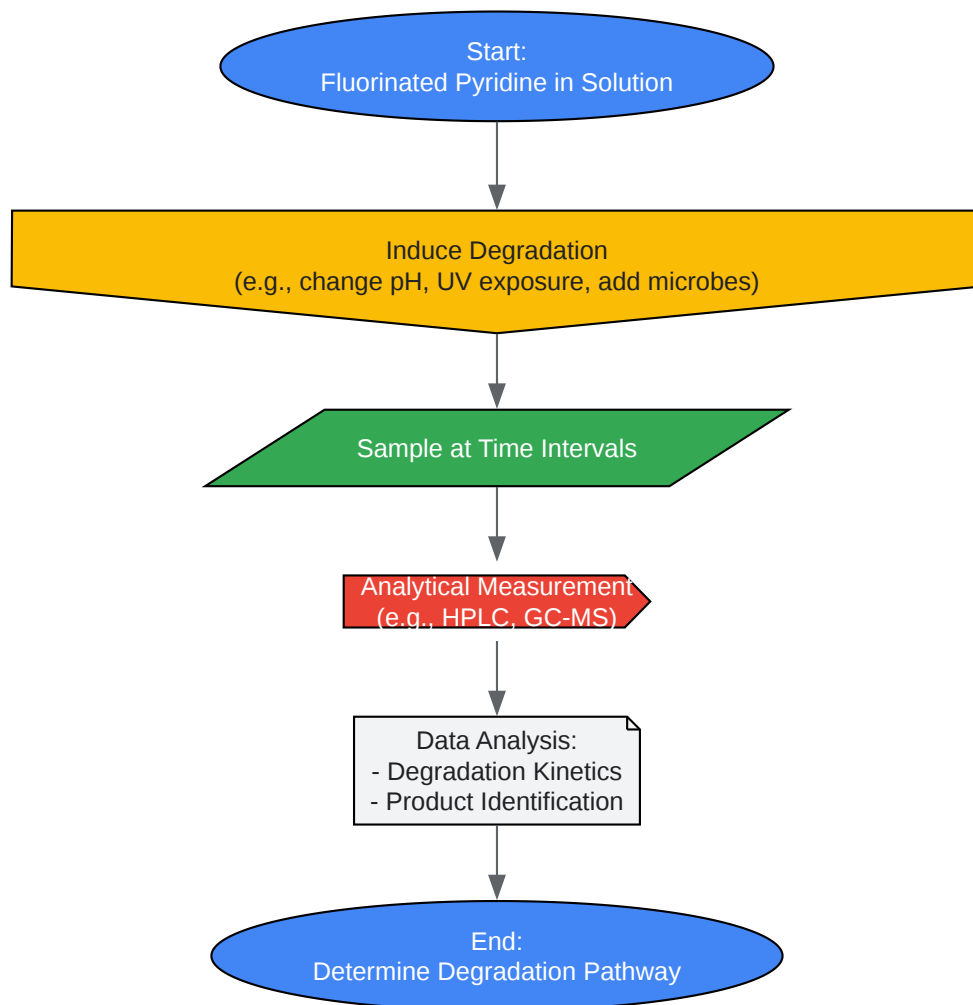 Start:
Fluorinated Pyridine in Solution
Induce Degradation
(e.g., change pH, UV exposure, add microbes)
Sample at Time Intervals
Analytical Measurement
(e.g., HPLC, GC-MS)
Data Analysis:
- Degradation Kinetics
- Product Identification
End:
Determine Degradation Pathway